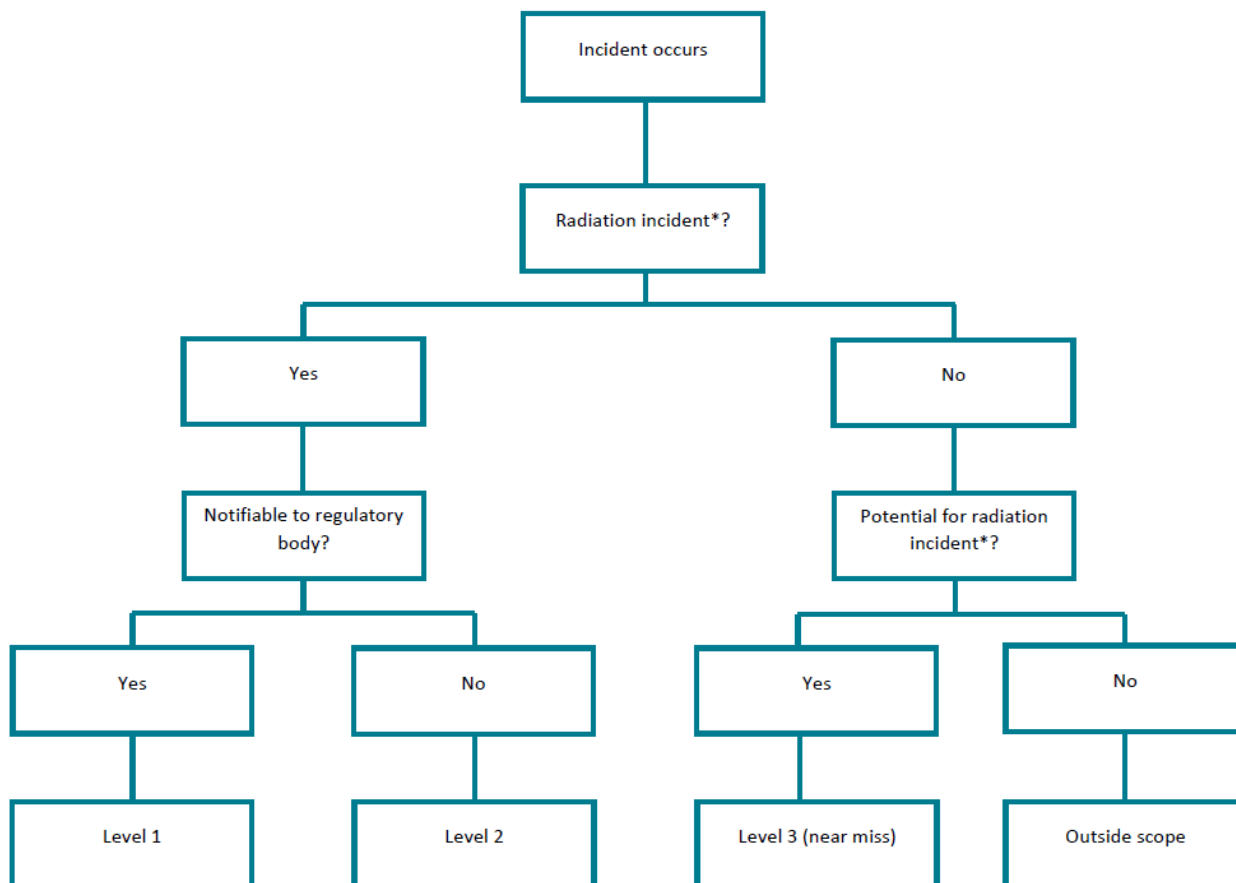 Incident occurs
Radiation incident*?
Yes
No
Notifiable to regulatory
body?
Potential for radiation
incident*?
Yes
No
Yes
No
Level 1
Level 2
Level 3 (near miss)
Outside scope